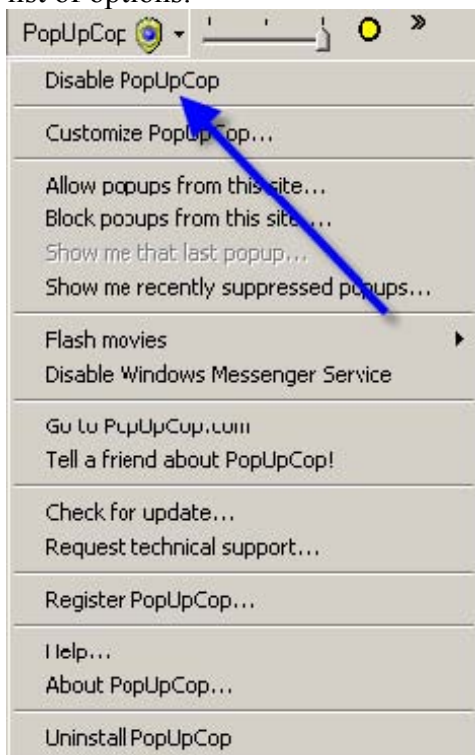 list of options.
PopUpCop »
Disable PopUpCop
Customize PopUpCop...
Allow popups from this site...
Block popups from this site...
Show me that last popup...
Show me recently suppressed popups...
Flash movies
Disable Windows Messenger Service
Go to PopUpCop.com
Tell a friend about PopUpCop!
Check for update...
Request technical support...
Register PopUpCop...
Help...
About PopUpCop...
Uninstall PopUpCop